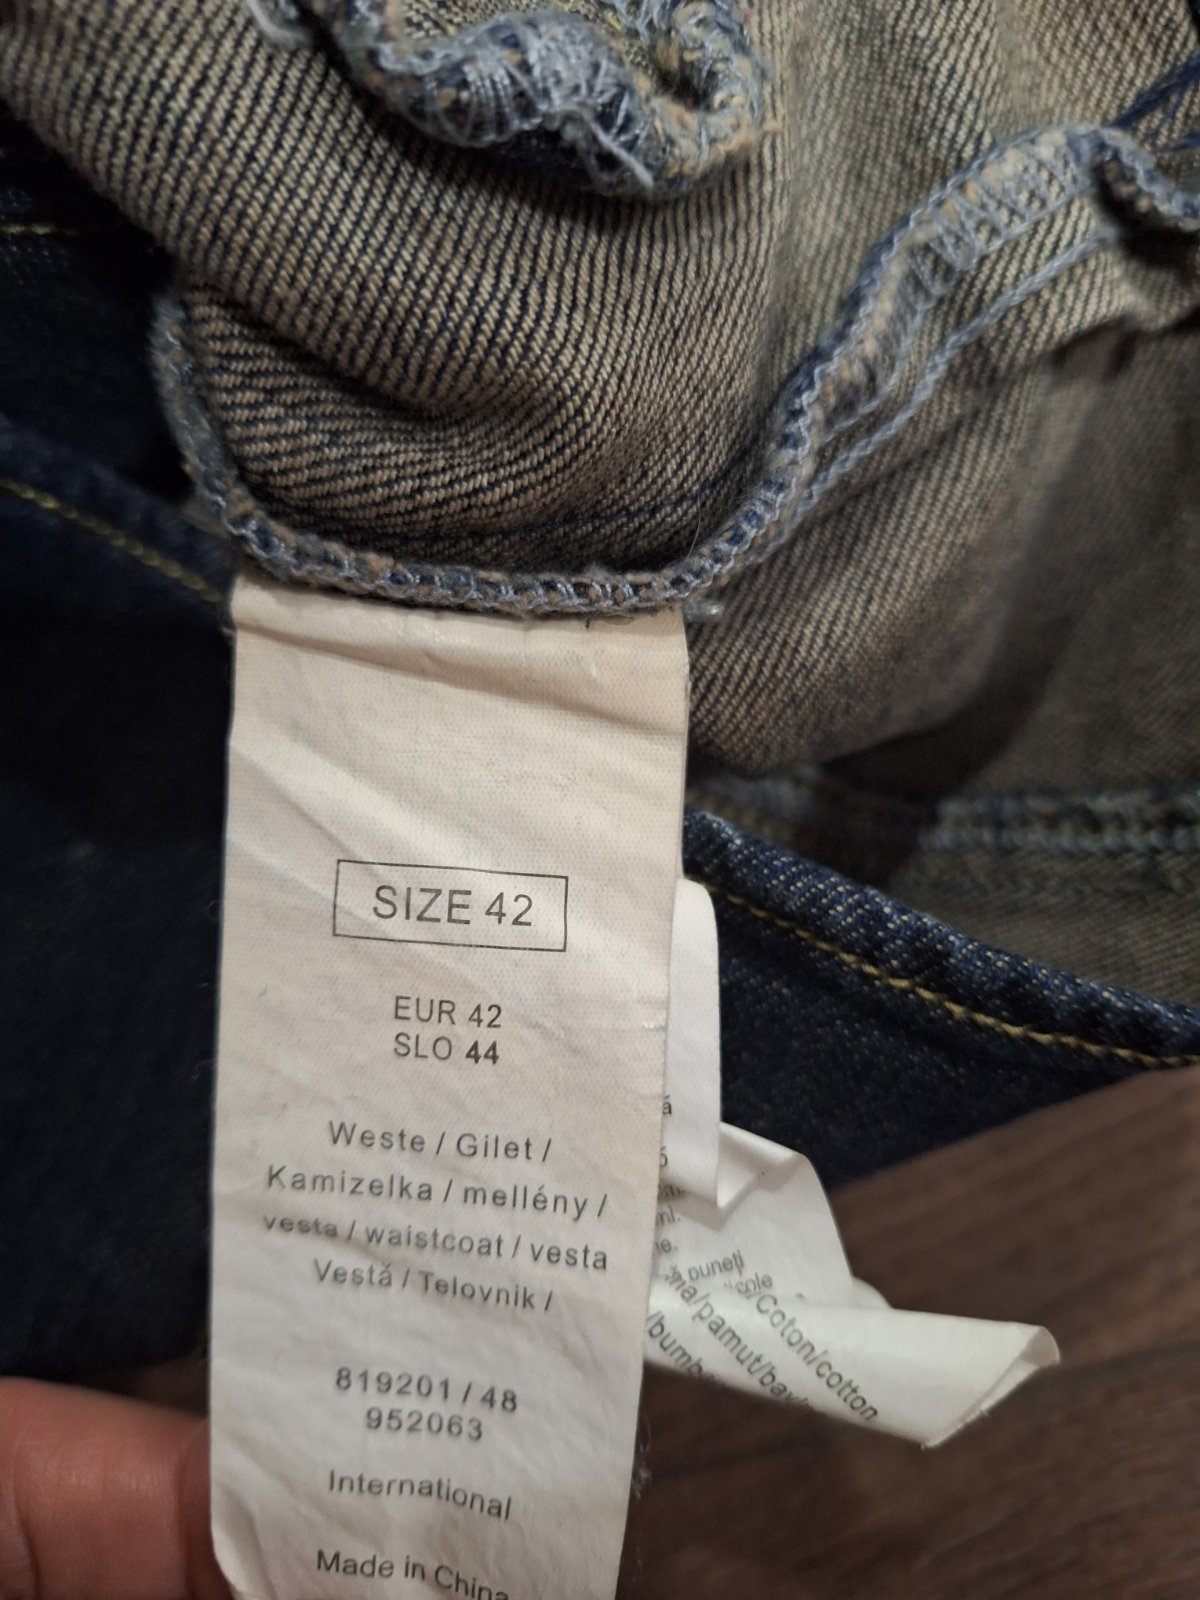 SIZE 42
EUR 42
SLO 44
Weste / Gilet /
Kamizelka / mellény /
vesta / waistcoat / vesta
Vestă / Telovnik /
819201 / 48
952063
International
Made in China
puneți
/Coton/cotton
/pamut/